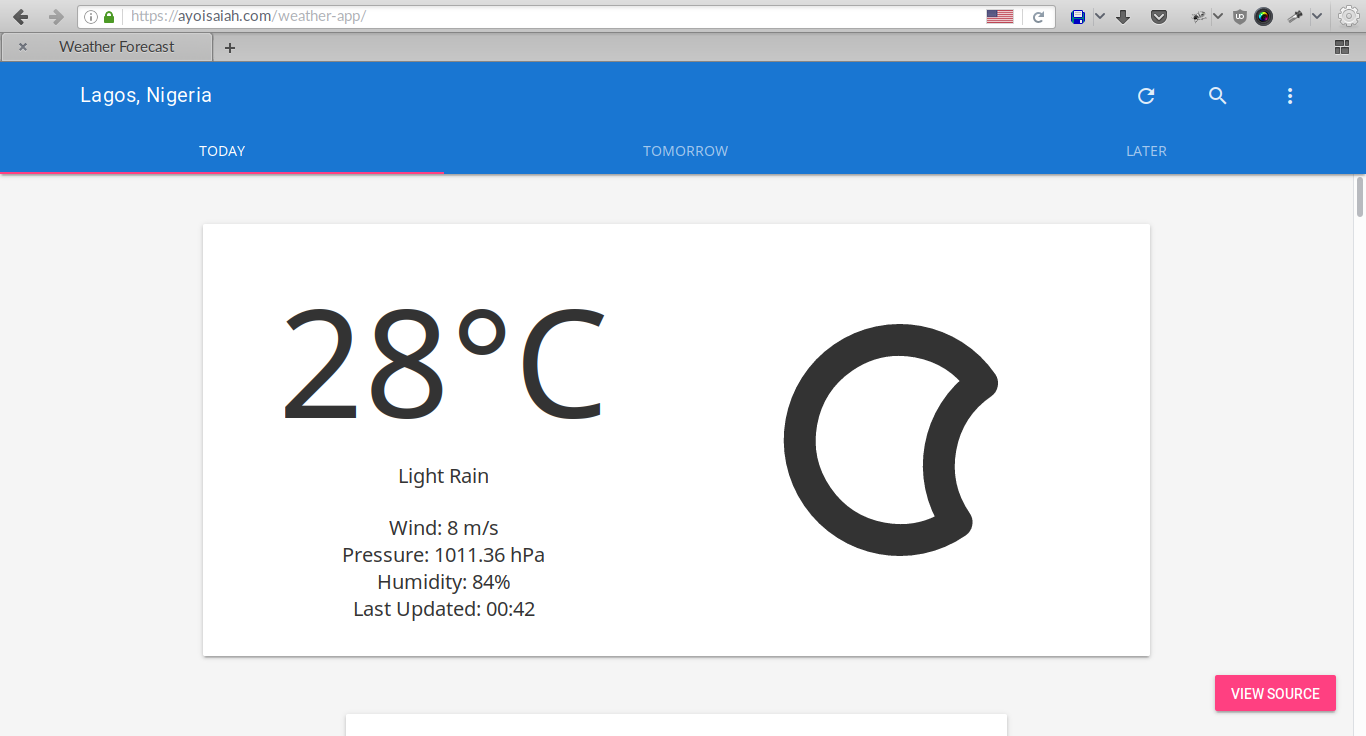 https://ayoisaiah.com/weather-app/
Weather Forecast
Lagos, Nigeria
TODAY
TOMORROW
LATER
28°C
Light Rain
Wind: 8 m/s
Pressure: 1011.36 hPa
Humidity: 84%
Last Updated: 00:42
VIEW SOURCE